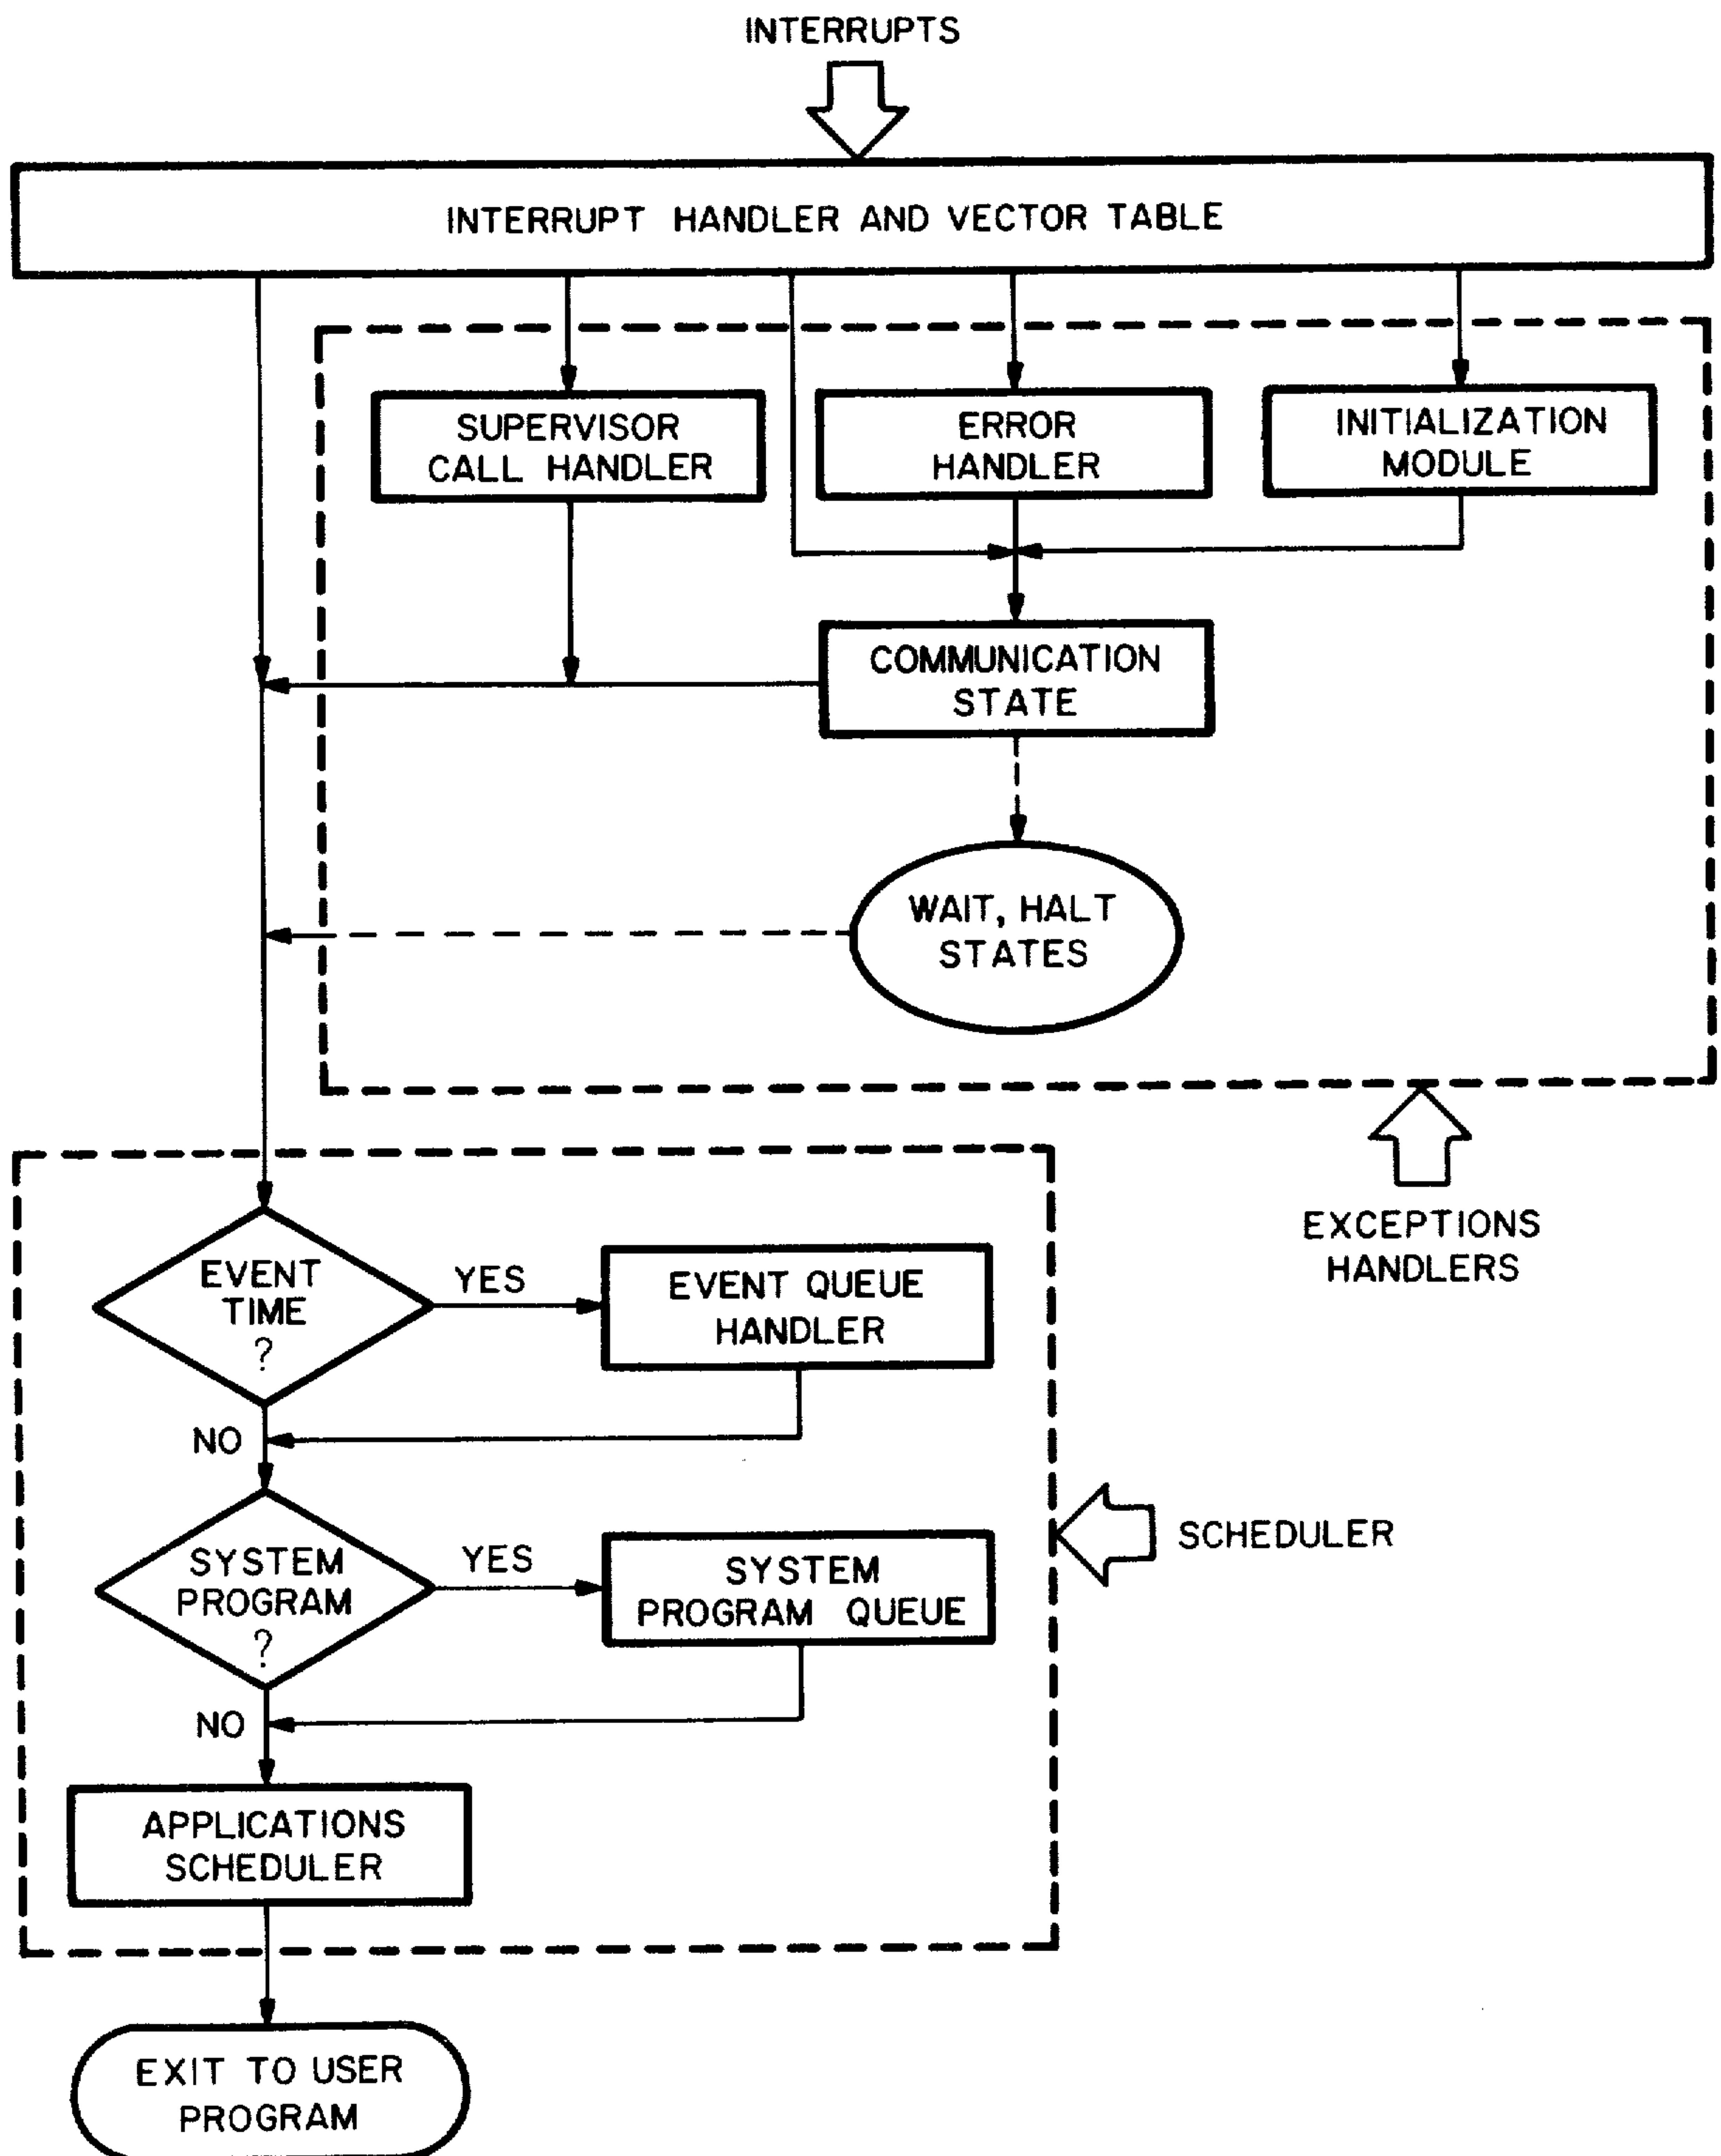 INTERRUPTS
INTERRUPT HANDLER AND VECTOR TABLE
SUPERVISOR
CALL HANDLER
ERROR
HANDLER
INITIALIZATION
MODULE
COMMUNICATION
STATE
WAIT, HALT
STATES
EXCEPTIONS
HANDLERS
EVENT
TIME
?
YES
EVENT QUEUE
HANDLER
NO
SYSTEM
PROGRAM
?
YES
SYSTEM
PROGRAM QUEUE
SCHEDULER
NO
APPLICATIONS
SCHEDULER
EXIT TO USER
PROGRAM